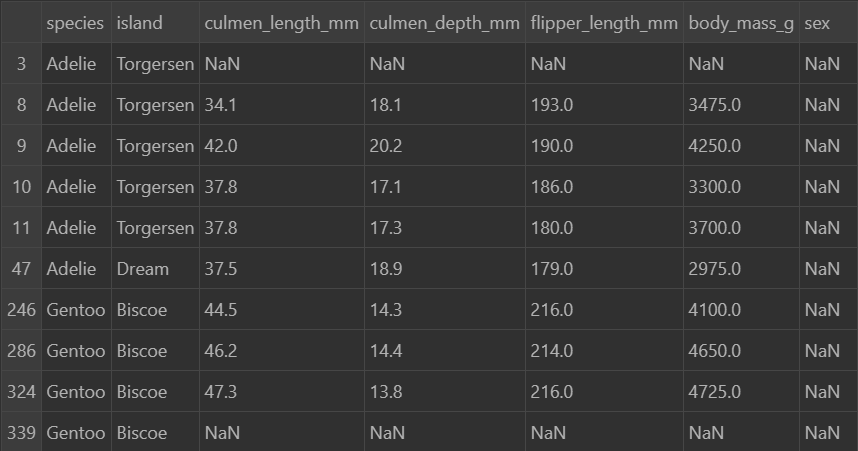 species island culmen_length_mm culmen_depth_mm flipper_length_mm body_mass_g sex
3 Adelie Torgersen NaN NaN NaN NaN NaN
8 Adelie Torgersen 34.1 18.1 193.0 3475.0 NaN
9 Adelie Torgersen 42.0 20.2 190.0 4250.0 NaN
10 Adelie Torgersen 37.8 17.1 186.0 3300.0 NaN
11 Adelie Torgersen 37.8 17.3 180.0 3700.0 NaN
47 Adelie Dream 37.5 18.9 179.0 2975.0 NaN
246 Gentoo Biscoe 44.5 14.3 216.0 4100.0 NaN
286 Gentoo Biscoe 46.2 14.4 214.0 4650.0 NaN
324 Gentoo Biscoe 47.3 13.8 216.0 4725.0 NaN
339 Gentoo Biscoe NaN NaN NaN NaN NaN